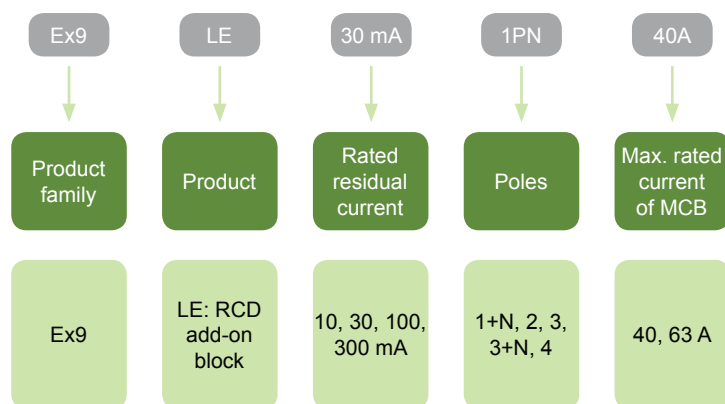 Ex9
LE
30 mA
1PN
40A
Product
family
Product
Rated
residual
current
Poles
Max. rated
current
of MCB
Ex9
LE: RCD
add-on
block
10, 30, 100,
300 mA
1+N, 2, 3,
3+N, 4
40, 63 A